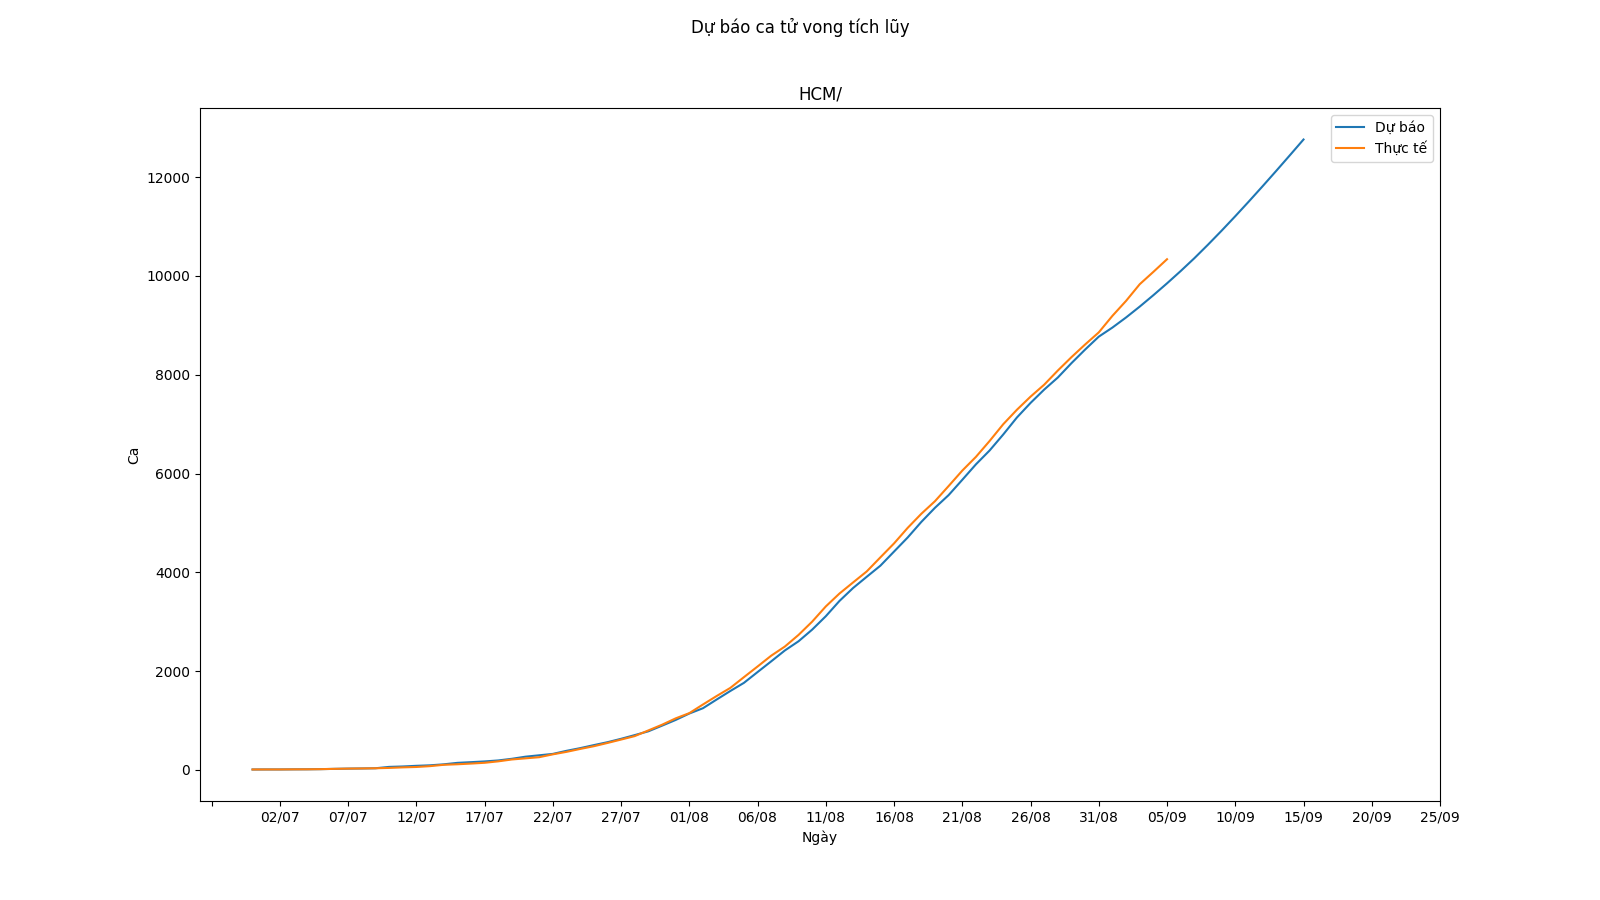 Dự báo ca tử vong tích lũy
HCM/
Dự báo
Thực tế
12000
10000
8000
6000
4000
2000
0
Ca
02/07 07/07 12/07 17/07 22/07 27/07 01/08 06/08 11/08 16/08 21/08 26/08 31/08 05/09 10/09 15/09 20/09 25/09
Ngày